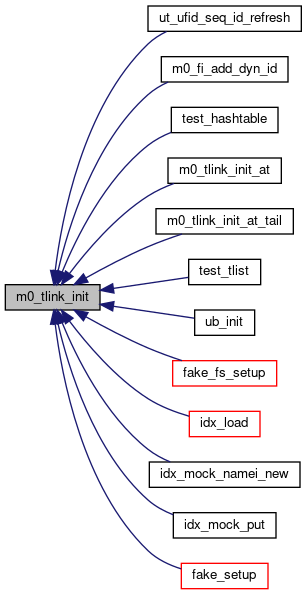 ut_ufid_seq_id_refresh
m0_fi_add_dyn_id
test_hashtable
m0_tlink_init_at
m0_tlink_init_at_tail
test_tlist
m0_tlink_init
ub_init
fake_fs_setup
idx_load
idx_mock_namei_new
idx_mock_put
fake_setup